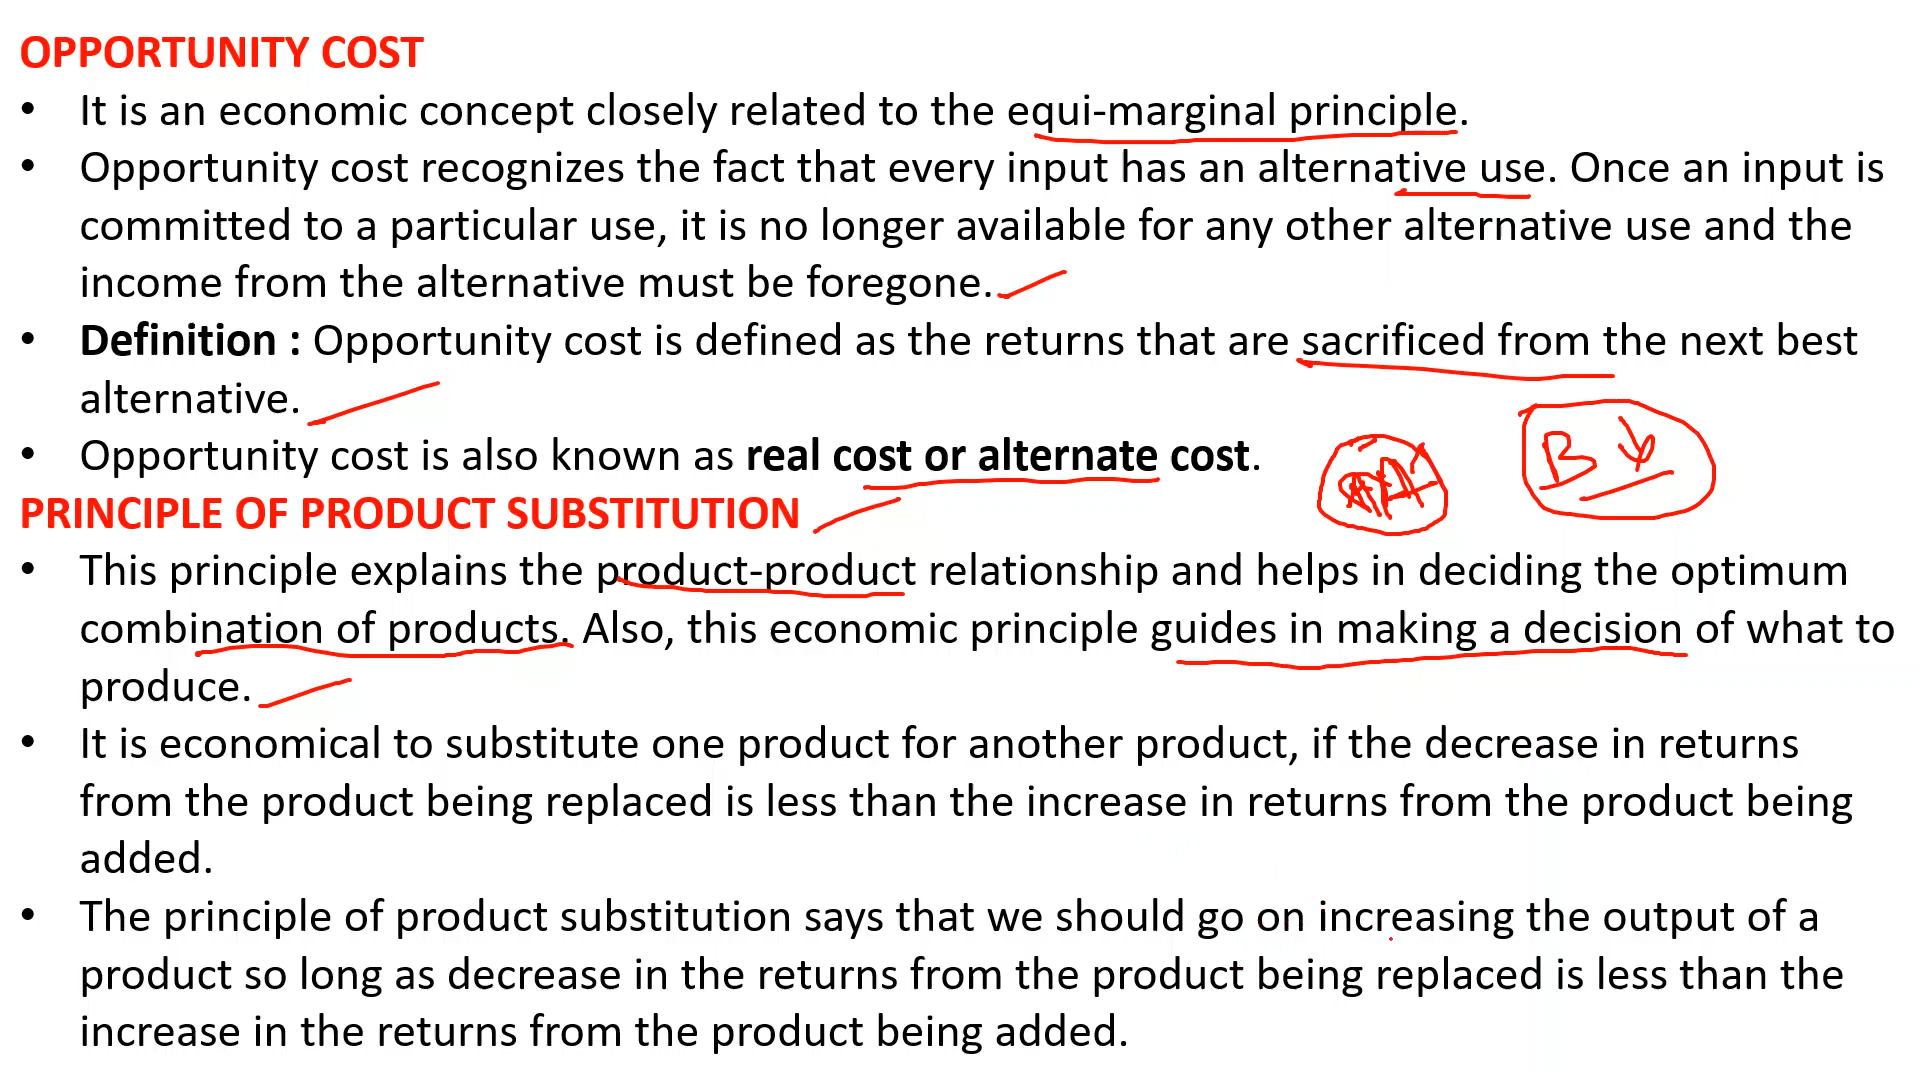 OPPORTUNITY COST
• It is an economic concept closely related to the equi-marginal principle.
• Opportunity cost recognizes the fact that every input has an alternative use. Once an input is
committed to a particular use, it is no longer available for any other alternative use and the
income from the alternative must be foregone.
• Definition : Opportunity cost is defined as the returns that are sacrificed from the next best
alternative.
• Opportunity cost is also known as real cost or alternate cost.
B
PRINCIPLE OF PRODUCT SUBSTITUTION
• This principle explains the product-product relationship and helps in deciding the optimum
combination of products. Also, this economic principle guides in making a decision of what to
produce.
• It is economical to substitute one product for another product, if the decrease in returns
from the product being replaced is less than the increase in returns from the product being
added.
• The principle of product substitution says that we should go on increasing the output of a
product so long as decrease in the returns from the product being replaced is less than the
increase in the returns from the product being added.